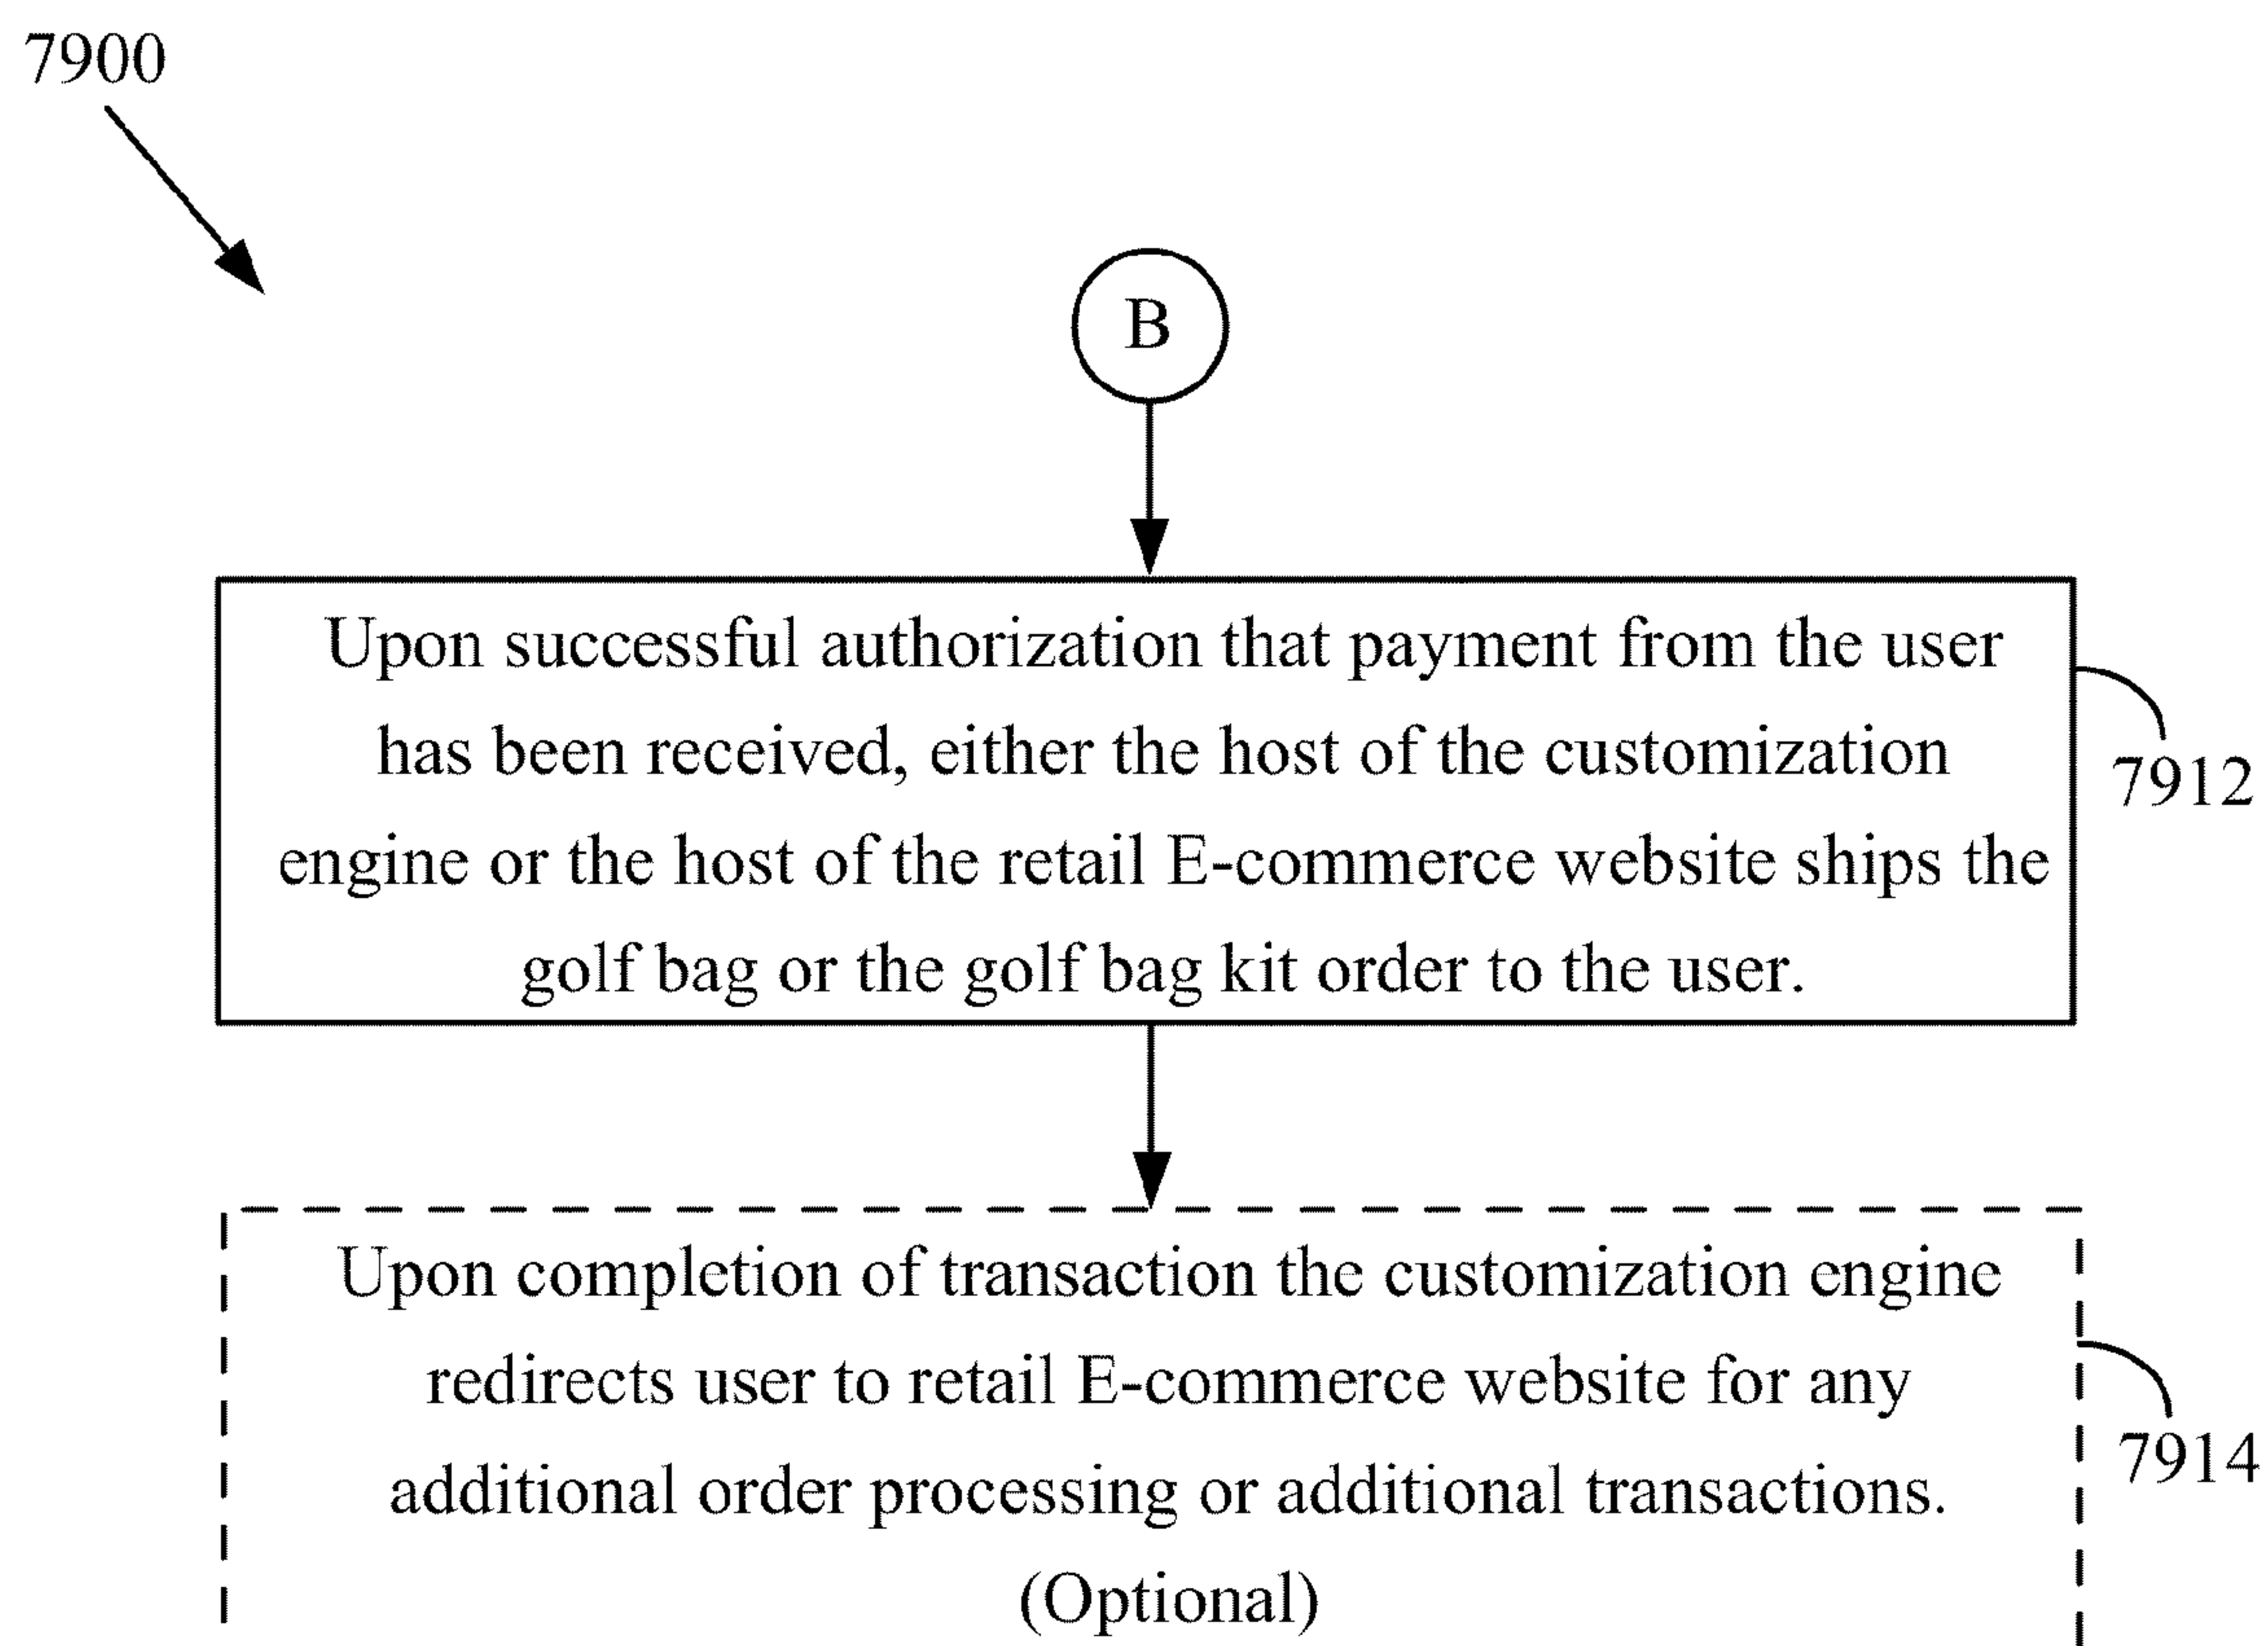 7900
B
Upon successful authorization that payment from the user
has been received, either the host of the customization
engine or the host of the retail E-commerce website ships the
golf bag or the golf bag kit order to the user.
7912
Upon completion of transaction the customization engine
redirects user to retail E-commerce website for any
additional order processing or additional transactions.
(Optional)
7914